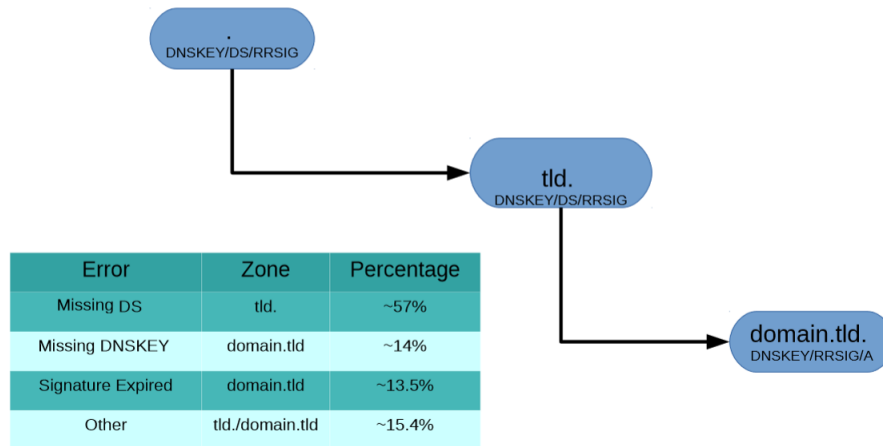 .
DNSKEY/DS/RRSIG
tld.
DNSKEY/DS/RRSIG
Error Zone Percentage
Missing DS tld. ~57%
Missing DNSKEY domain.tld ~14%
Signature Expired domain.tld ~13.5%
Other tld./domain.tld ~15.4%
domain.tld.
DNSKEY/RRSIG/A